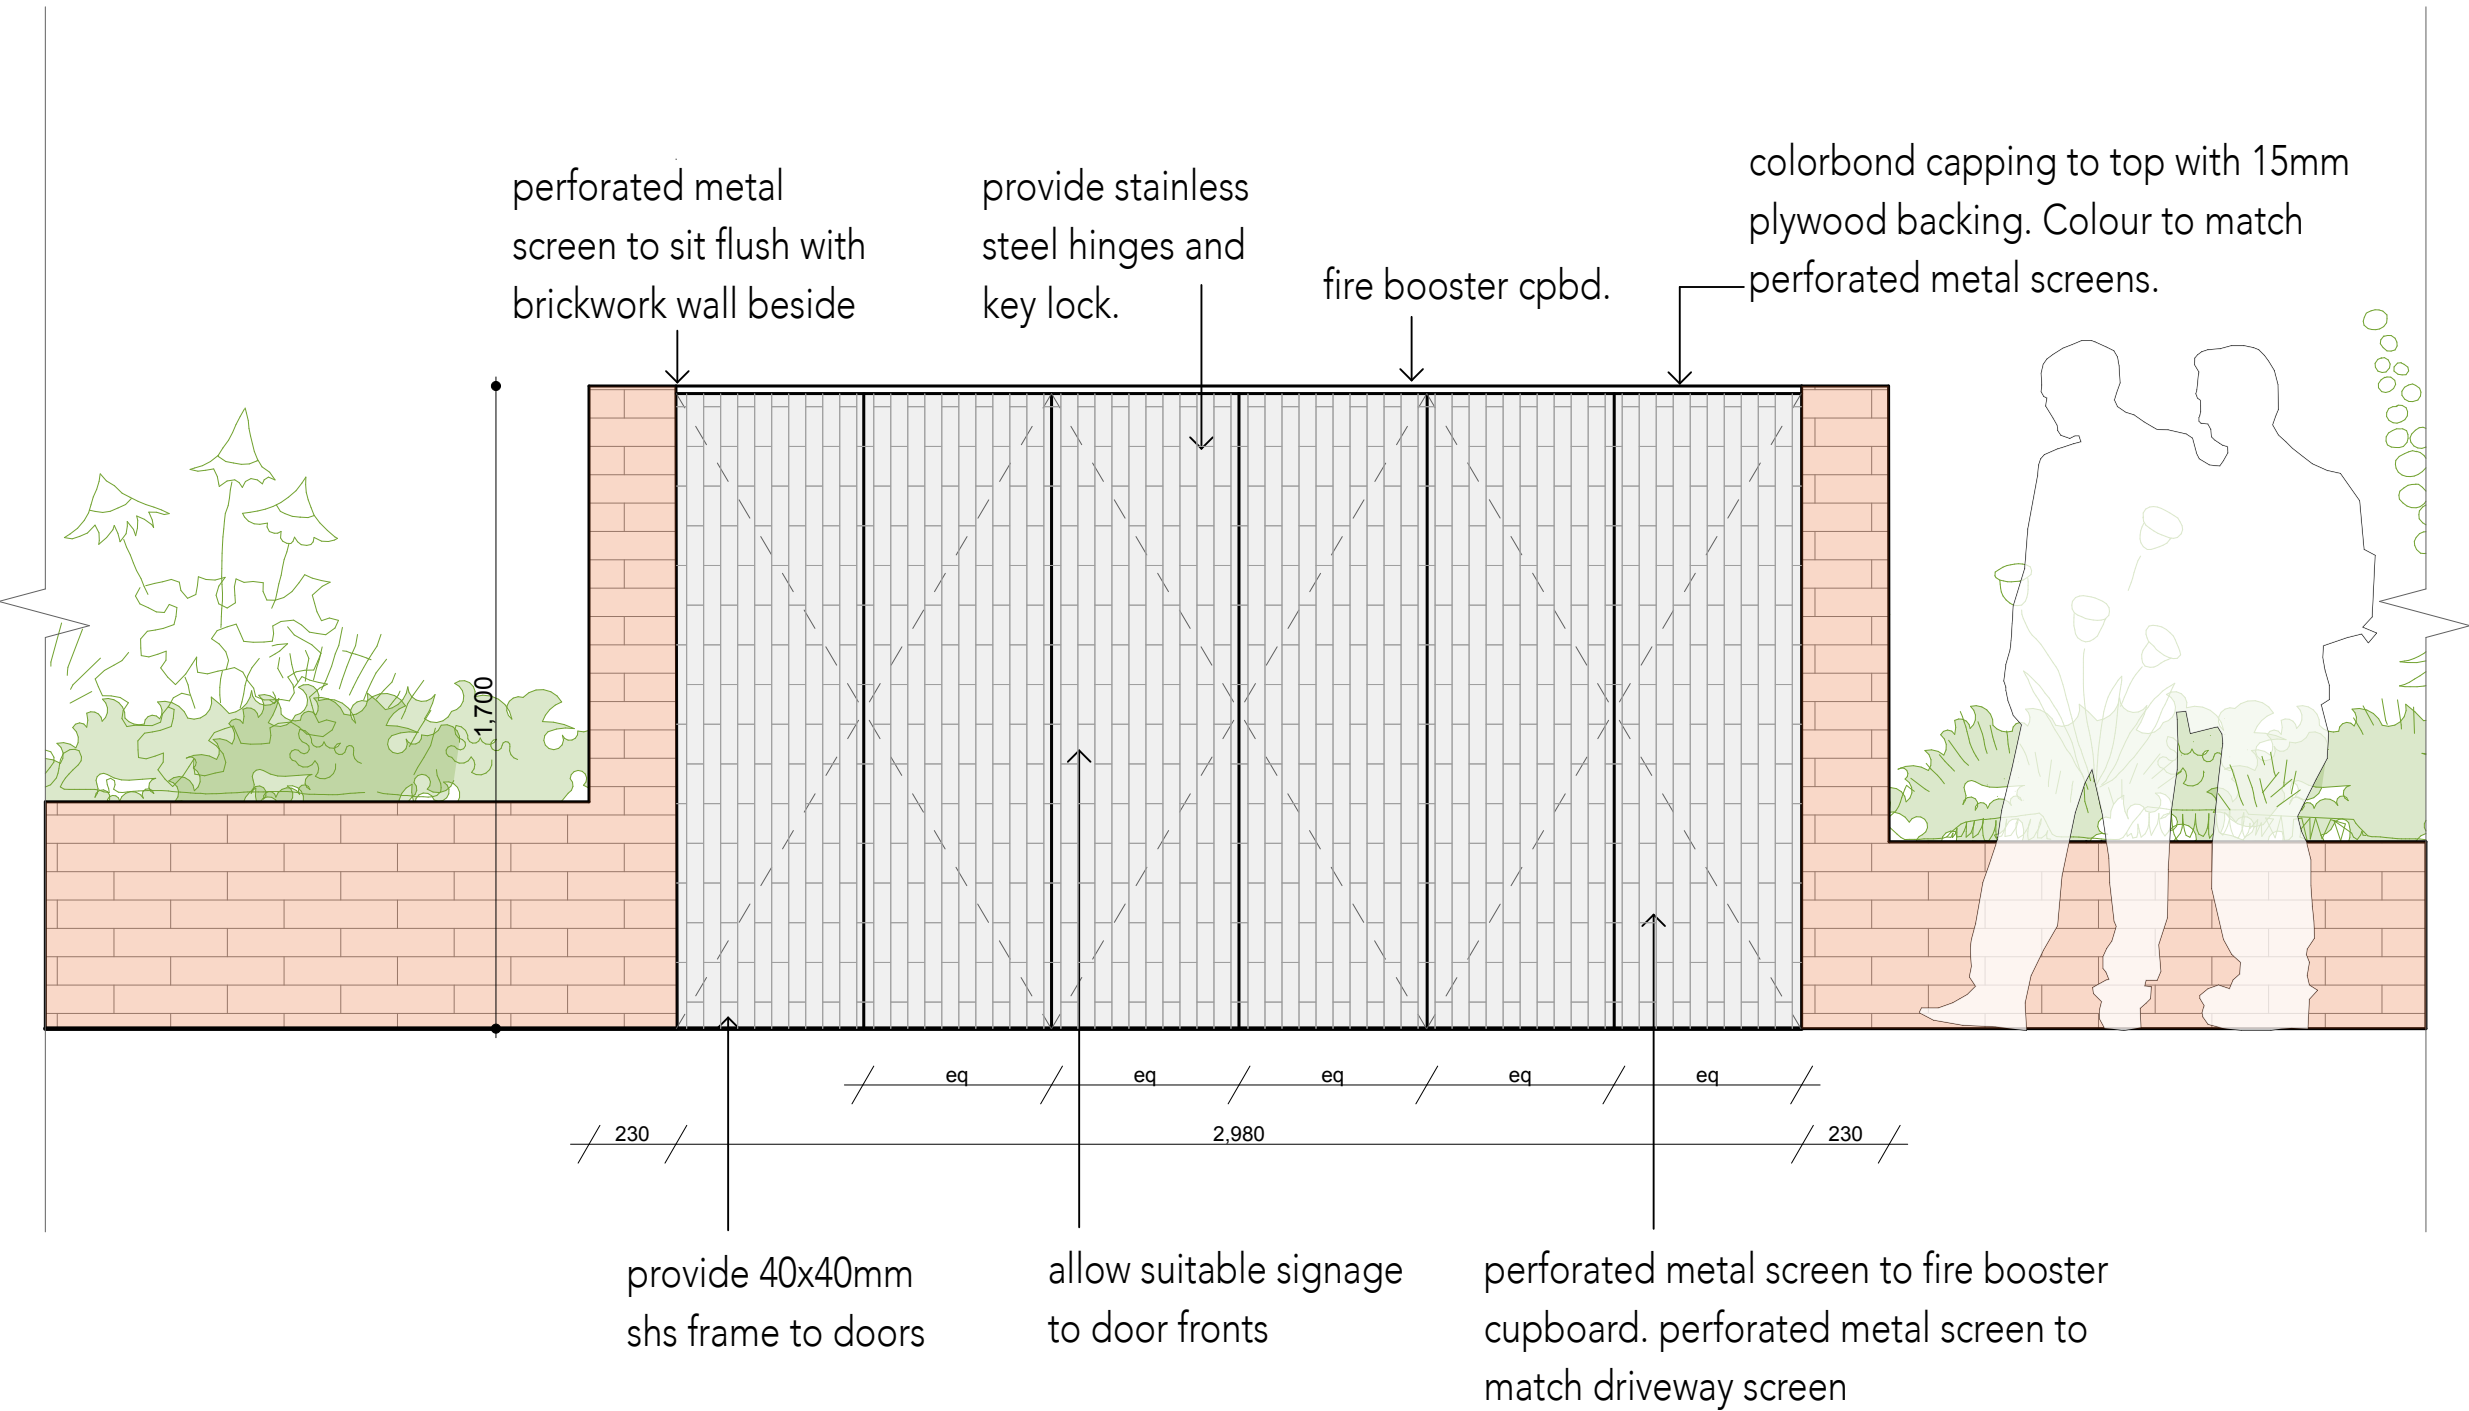 perforated metal
screen to sit flush with
brickwork wall beside
provide stainless
steel hinges and
key lock.
fire booster cpbd.
colorbond capping to top with 15mm
plywood backing. Colour to match
perforated metal screens.
1,700
eq
eq
eq
eq
eq
230
2,980
230
provide 40x40mm
shs frame to doors
allow suitable signage
to door fronts
perforated metal screen to fire booster
cupboard. perforated metal screen to
match driveway screen